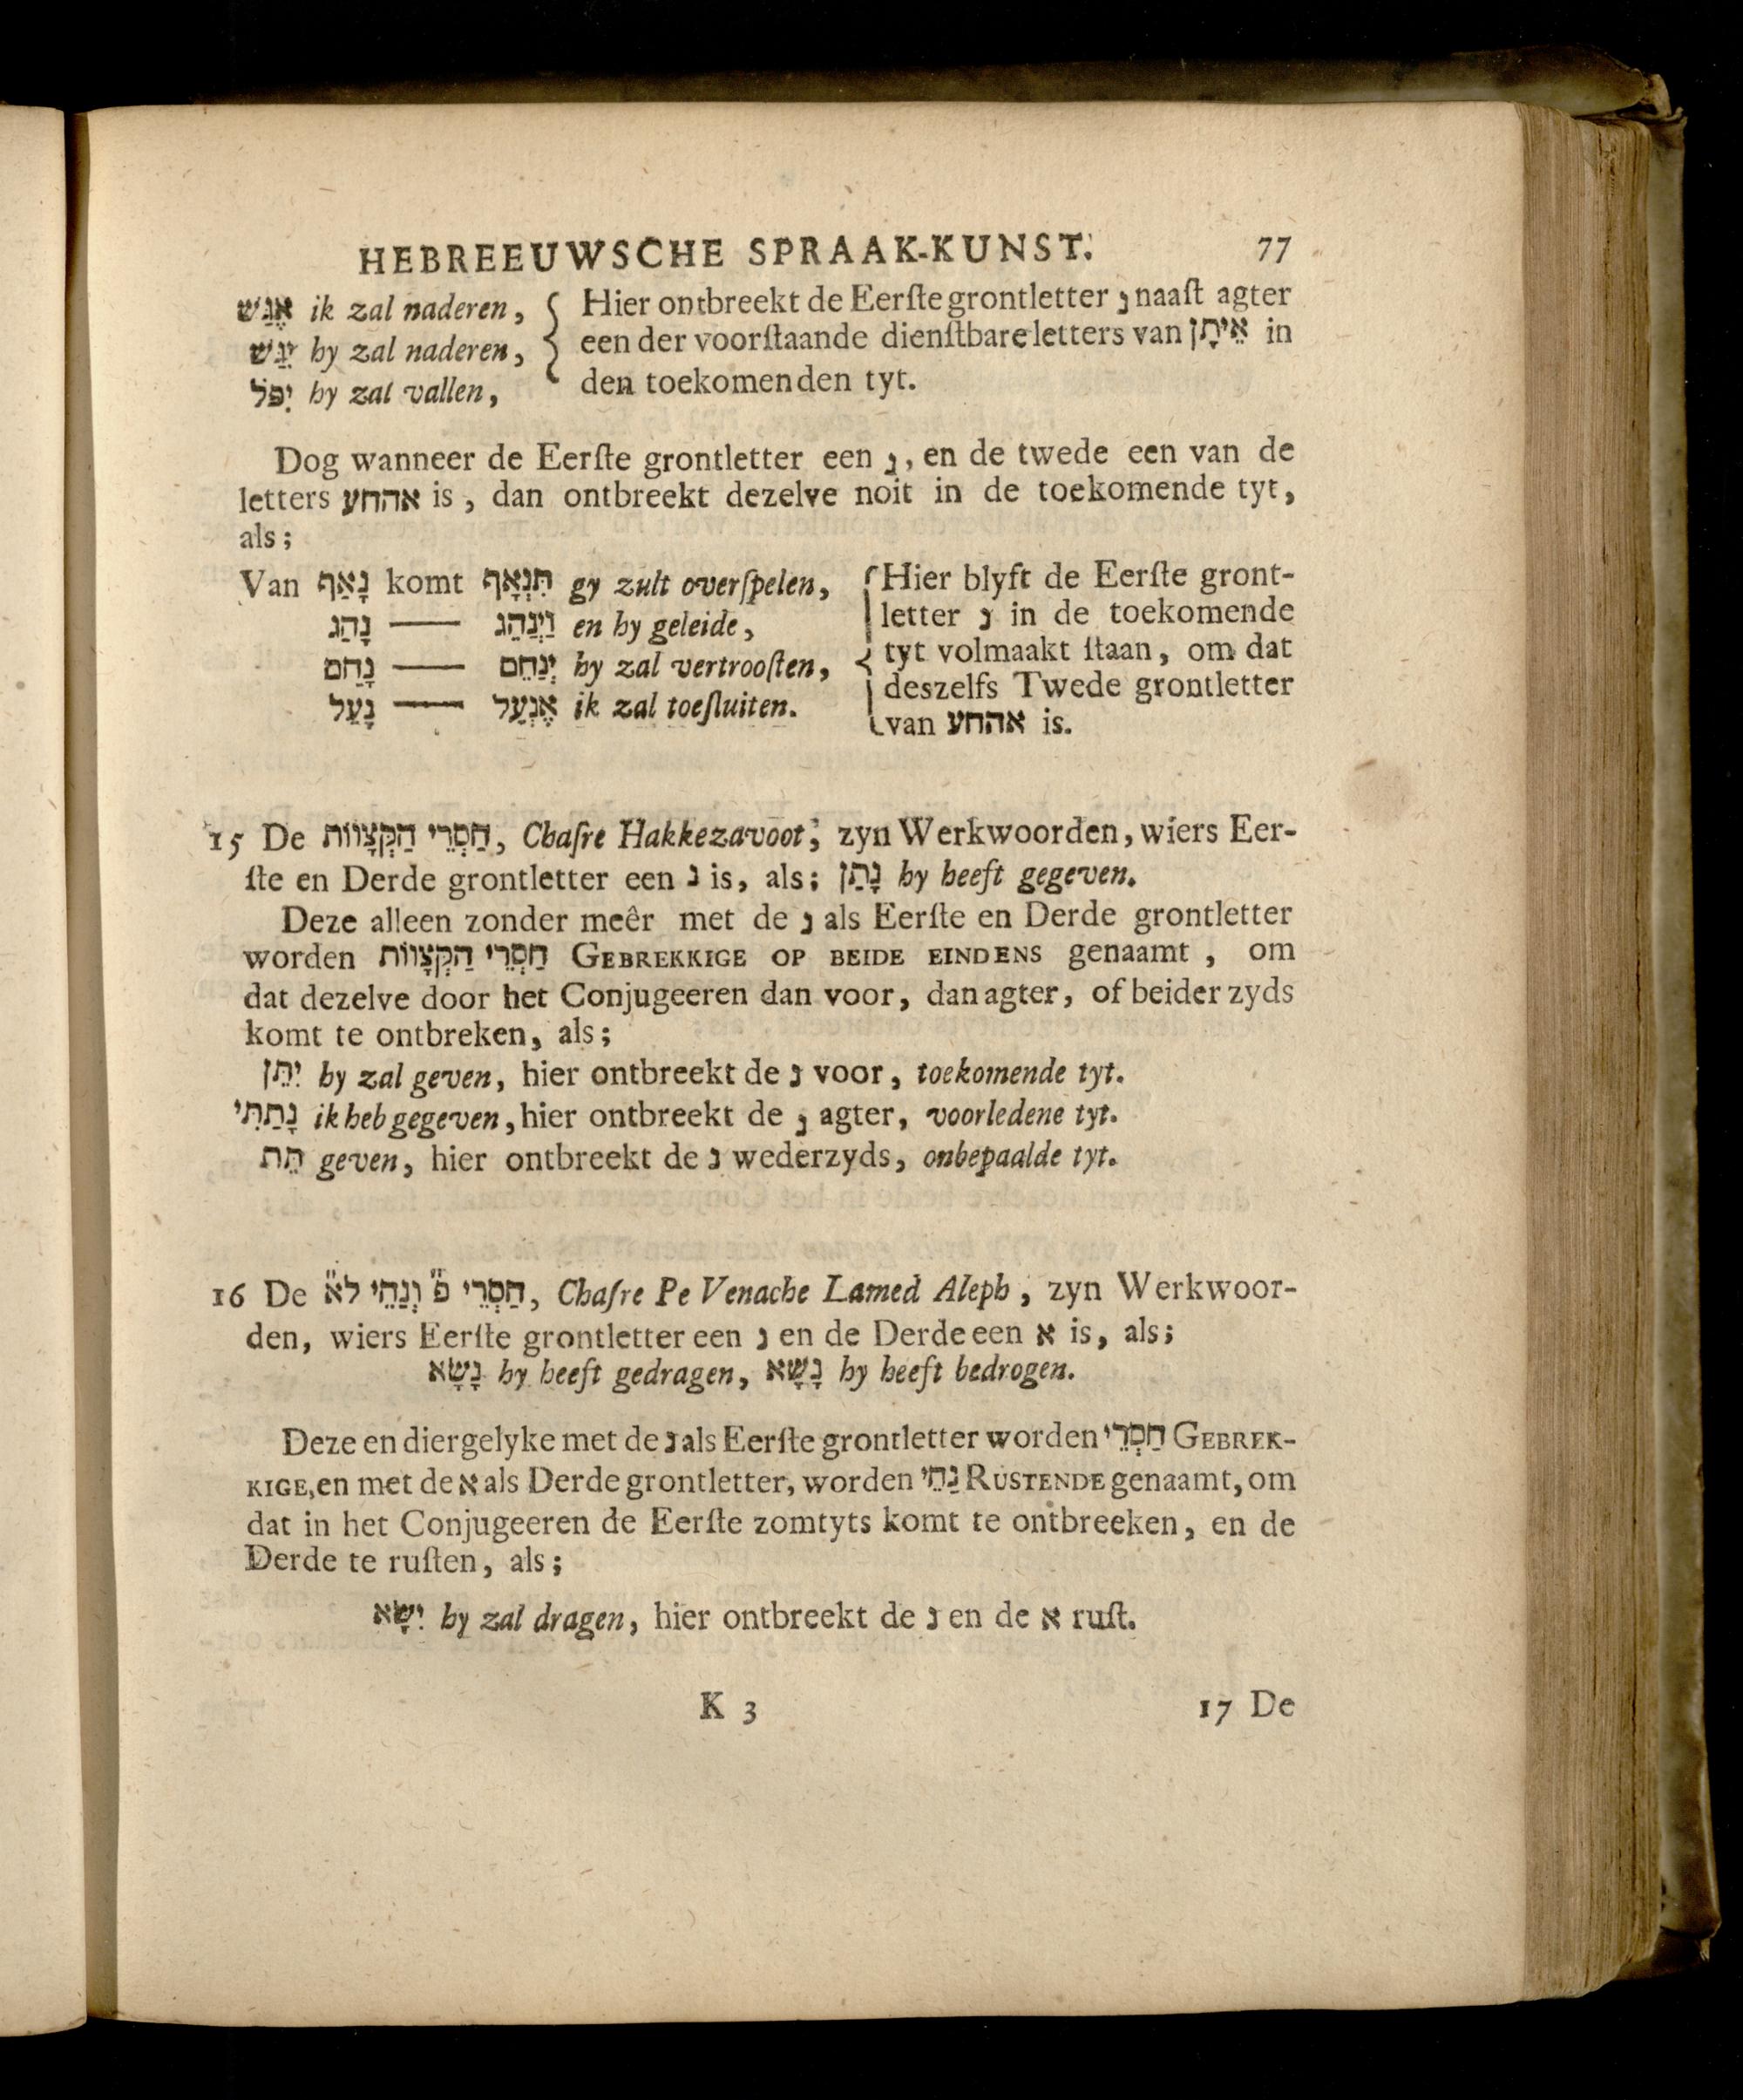 HEBREEUWSCHE SPRAAK-KUNST. 77
אֶגַּשׁ ik zal naderen, { Hier ontbreekt de Eerſte grontletter נ naaſt agter
יִגַּשׁ hy zal naderen, een der voorſtaande dienſtbare letters van אֵיתָן in
יִפֹּל hy zal vallen, den toekomenden tyt.
Dog wanneer de Eerſte grontletter een נ, en de twede een van de
letters אההע is, dan ontbreekt dezelve noit in de toekomende tyt,
als;
Van נָאַף komt תִּנְאָף gy zult overſpelen, { Hier blyft de Eerſte gront-
נָהַג —— וַיְנַהַג en hy geleide, letter נ in de toekomende
נָחַם —— יְנַחֵם hy zal vertrooſten, tyt volmaakt ſtaan, om dat
נָעַל —— אֶנְעַל ik zal toeſluiten. deszelfs Twede grontletter
van אההע is.
15 De חַסְרֵי הַקְּצָווֹת, Chaſre Hakkezavoot, zyn Werkwoorden, wiers Eer-
ſte en Derde grontletter een נ is, als; נָתַן hy heeft gegeven.
Deze alleen zonder meêr met de נ als Eerſte en Derde grontletter
worden חַסְרֵי הַקְּצָווֹת GEBREKKIGE OP BEIDE EINDENS genaamt, om
dat dezelve door het Conjugeeren dan voor, dan agter, of beider zyds
komt te ontbreken, als;
יִתֵּן hy zal geven, hier ontbreekt de נ voor, toekomende tyt.
נָתַתִּי ik heb gegeven, hier ontbreekt de נ agter, voorledene tyt.
תֵּת geven, hier ontbreekt de נ wederzyds, onbepaalde tyt.
16 De חַסְרֵי פ״ וְנַחֵי לא״, Chaſre Pe Venache Lamed Aleph, zyn Werkwoor-
den, wiers Eerſte grontletter een נ en de Derde een א is, als;
נָשָׂא hy heeft gedragen, נָשָׁא hy heeft bedrogen.
Deze en diergelyke met de נ als Eerſte grontletter worden חַסְרֵי GEBREK-
KIGE, en met de א als Derde grontletter, worden נַחֵי RUSTENDE genaamt, om
dat in het Conjugeeren de Eerſte zomtyts komt te ontbreeken, en de
Derde te ruſten, als;
יִשָּׂא hy zal dragen, hier ontbreekt de נ en de א ruſt.
K 3 17 De